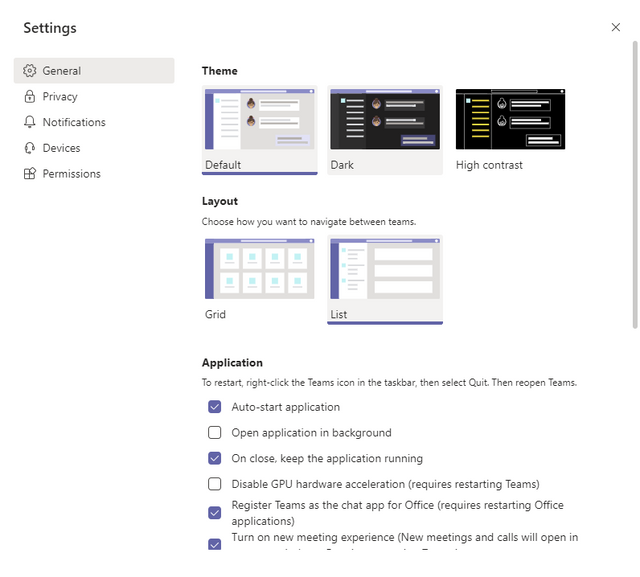 Settings
General
Privacy
Notifications
Devices
Permissions
Theme
Default
Dark
High contrast
Layout
Choose how you want to navigate between teams.
Grid
List
Application
To restart, right-click the Teams icon in the taskbar, then select Quit. Then reopen Teams.
Auto-start application
Open application in background
On close, keep the application running
Disable GPU hardware acceleration (requires restarting Teams)
Register Teams as the chat app for Office (requires restarting Office
applications)
Turn on new meeting experience (New meetings and calls will open in